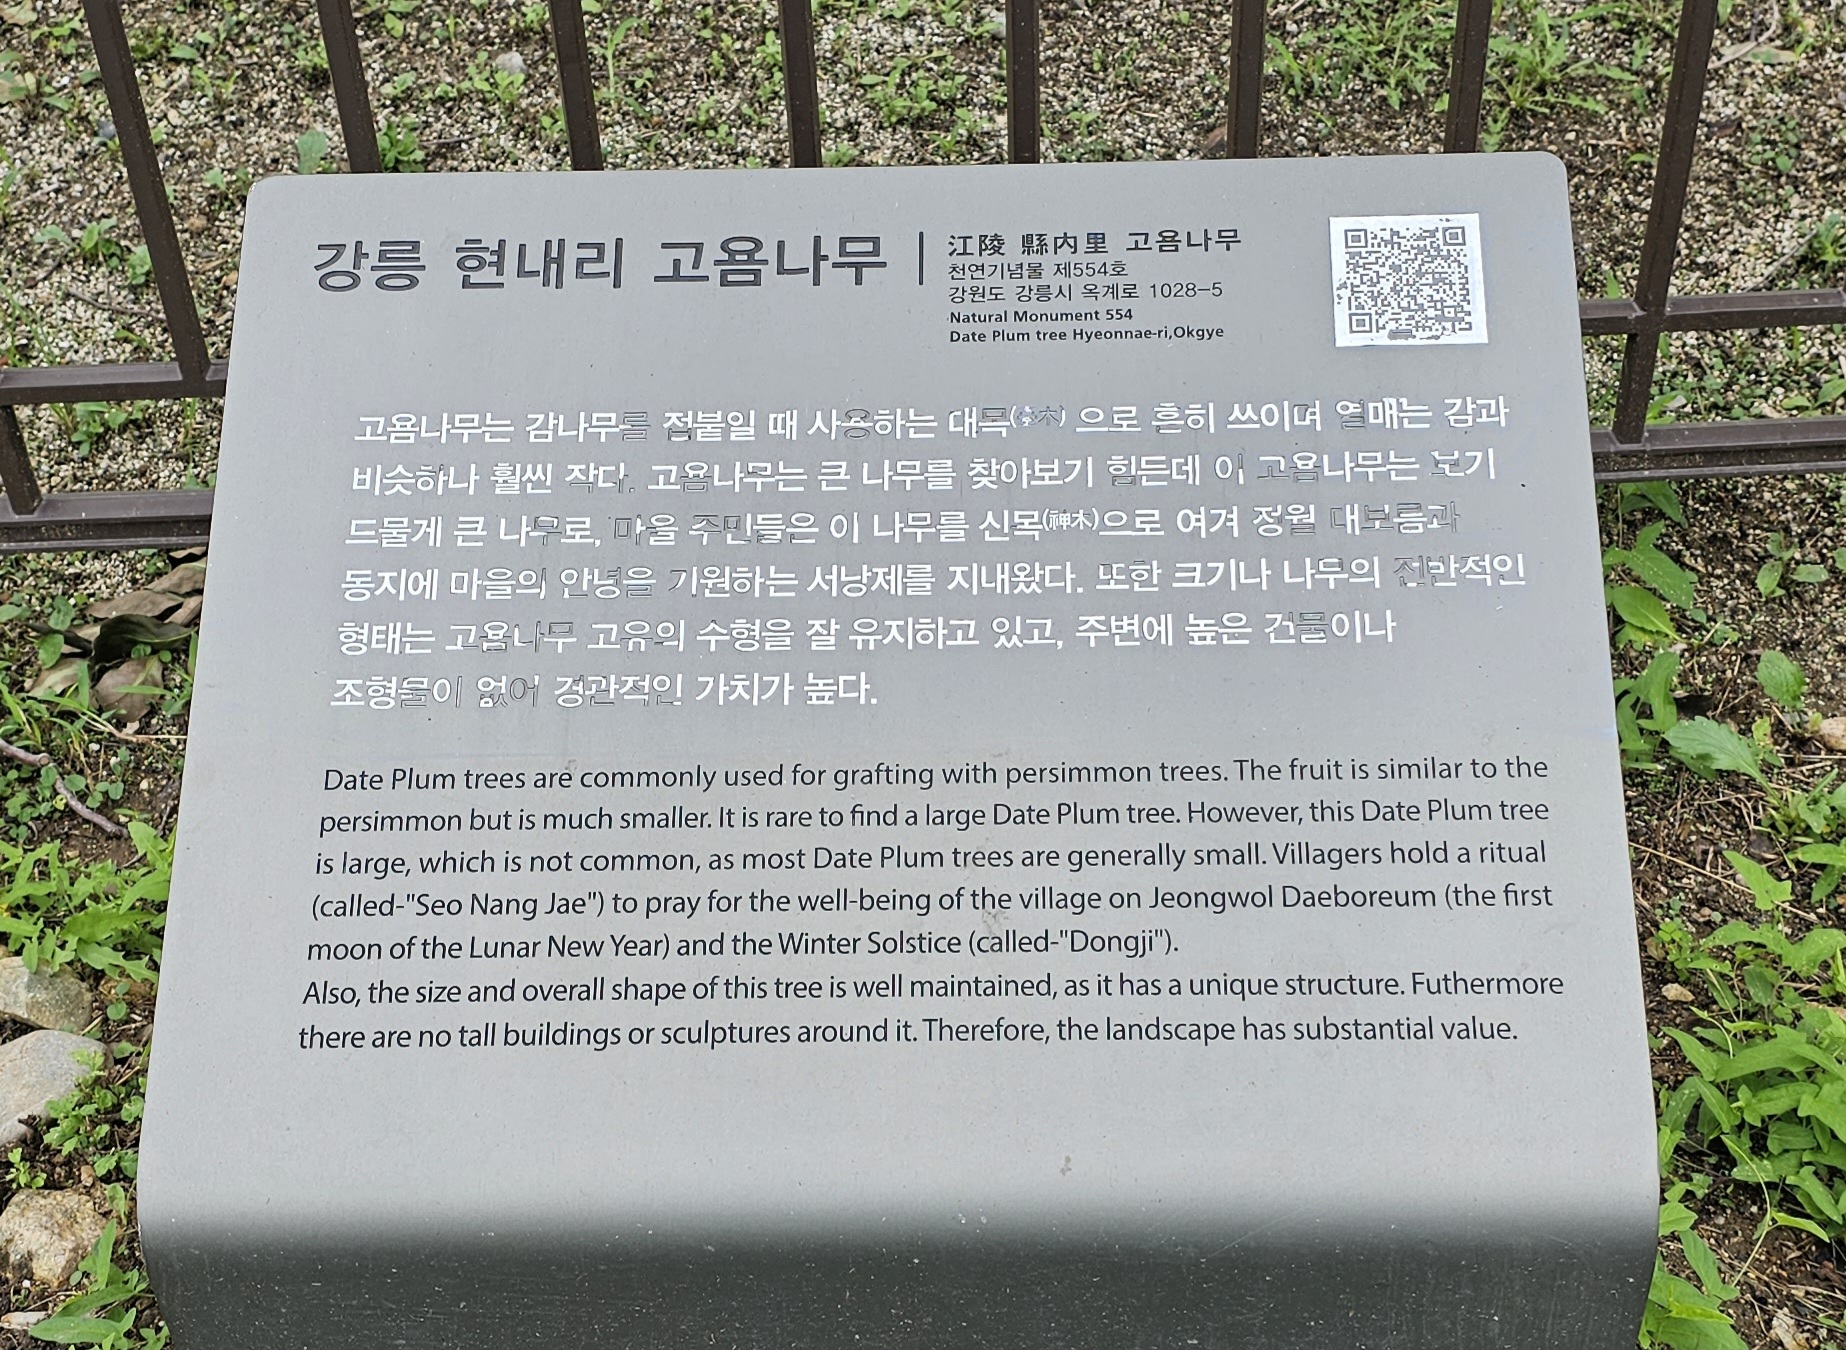 강릉 현내리 고욤나무
江陵 縣内里 고욤나무
천연기념물 제554호
강원도 강릉시 옥계로 1028-5
Natural Monument 554
Date Plum tree Hyeonnae-ri,Okgye
고욤나무는 감나무를 접붙일 때 사용하는 대목(台木) 으로 흔히 쓰이며 열매는 감과
비슷하나 훨씬 작다. 고욤나무는 큰 나무를 찾아보기 힘든데 이 고욤나무는 보기
드물게 큰 나무로, 마을 주민들은 이 나무를 신목(神木)으로 여겨 정월 대보름과
동지에 마을의 안녕을 기원하는 서낭제를 지내왔다. 또한 크기나 나무의 전반적인
형태는 고욤나무 고유의 수형을 잘 유지하고 있고, 주변에 높은 건물이나
조형물이 없어 경관적인 가치가 높다.
Date Plum trees are commonly used for grafting with persimmon trees. The fruit is similar to the
persimmon but is much smaller. It is rare to find a large Date Plum tree. However, this Date Plum tree
is large, which is not common, as most Date Plum trees are generally small. Villagers hold a ritual
(called-"Seo Nang Jae") to pray for the well-being of the village on Jeongwol Daeboreum (the first
moon of the Lunar New Year) and the Winter Solstice (called-"Dongji").
Also, the size and overall shape of this tree is well maintained, as it has a unique structure. Futhermore
there are no tall buildings or sculptures around it. Therefore, the landscape has substantial value.